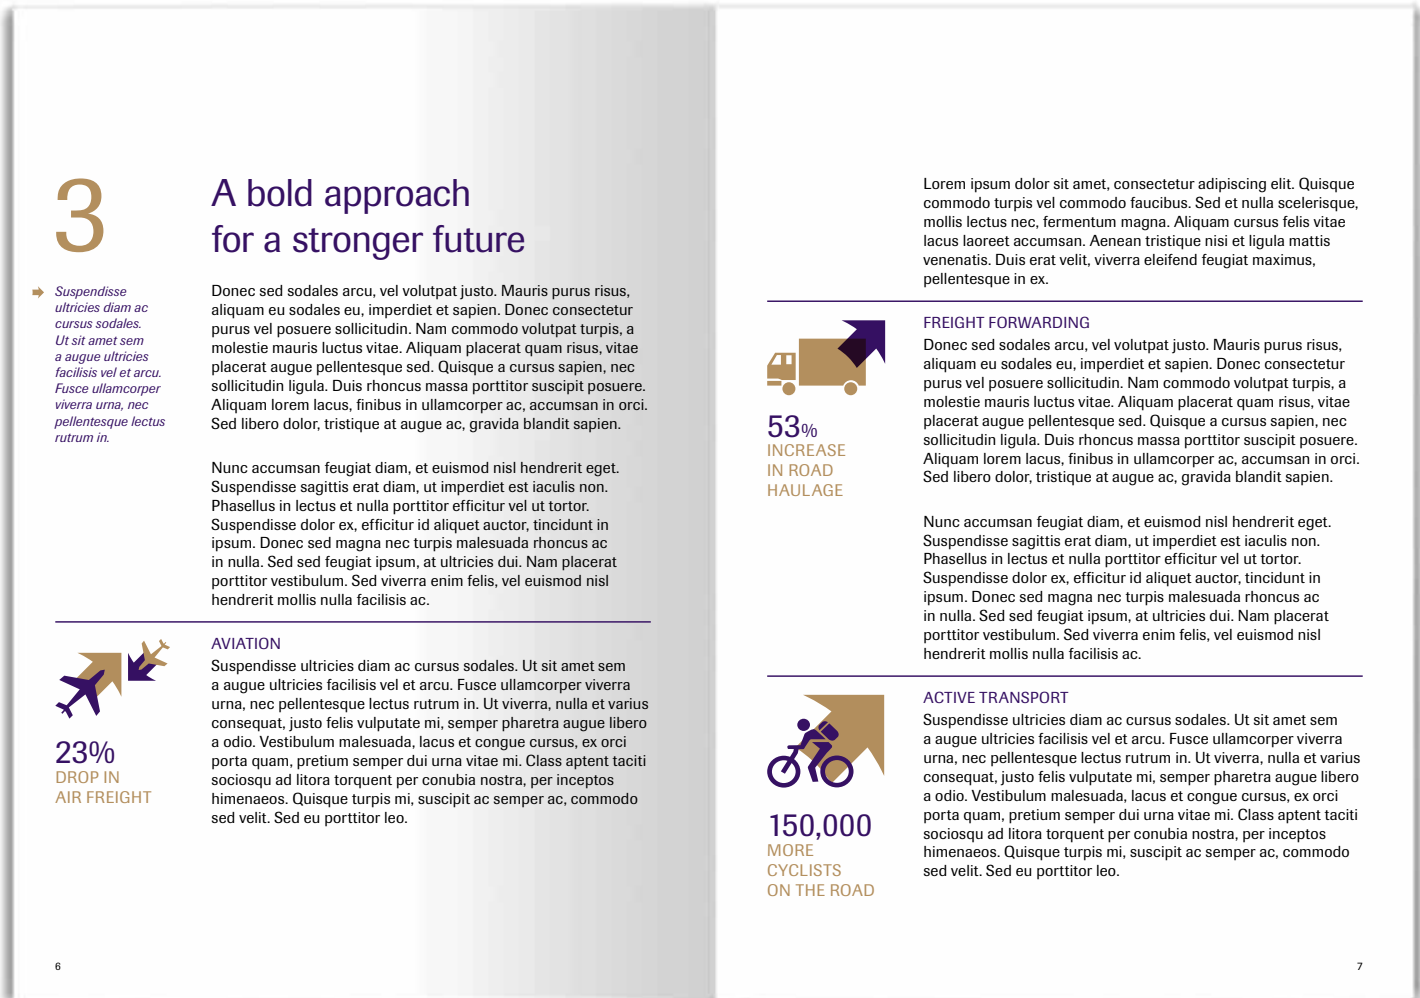 3
A bold approach
for a stronger future
Suspendisse
ultricies diam ac
cursus sodales.
Ut sit amet sem
a augue ultricies
facilisis vel et arcu.
Fusce ullamcorper
viverra urna, nec
pellentesque lectus
rutrum in.
Donec sed sodales arcu, vel volutpat justo. Mauris purus risus,
aliquam eu sodales eu, imperdiet et sapien. Donec consectetur
purus vel posuere sollicitudin. Nam commodo volutpat turpis, a
molestie mauris luctus vitae. Aliquam placerat quam risus, vitae
placerat augue pellentesque sed. Quisque a cursus sapien, nec
sollicitudin ligula. Duis rhoncus massa porttitor suscipit posuere.
Aliquam lorem lacus, finibus in ullamcorper ac, accumsan in orci.
Sed libero dolor, tristique at augue ac, gravida blandit sapien.
Nunc accumsan feugiat diam, et euismod nisl hendrerit eget.
Suspendisse sagittis erat diam, ut imperdiet est iaculis non.
Phasellus in lectus et nulla porttitor efficitur vel ut tortor.
Suspendisse dolor ex, efficitur id aliquet auctor, tincidunt in
ipsum. Donec sed magna nec turpis malesuada rhoncus ac
in nulla. Sed sed feugiat ipsum, at ultricies dui. Nam placerat
porttitor vestibulum. Sed viverra enim felis, vel euismod nisl
hendrerit mollis nulla facilisis ac.
23%
DROP IN
AIR FREIGHT
AVIATION
Suspendisse ultricies diam ac cursus sodales. Ut sit amet sem
a augue ultricies facilisis vel et arcu. Fusce ullamcorper viverra
urna, nec pellentesque lectus rutrum in. Ut viverra, nulla et varius
consequat, justo felis vulputate mi, semper pharetra augue libero
a odio. Vestibulum malesuada, lacus et congue cursus, ex orci
porta quam, pretium semper dui urna vitae mi. Class aptent taciti
sociosqu ad litora torquent per conubia nostra, per inceptos
himenaeos. Quisque turpis mi, suscipit ac semper ac, commodo
sed velit. Sed eu porttitor leo.
6
Lorem ipsum dolor sit amet, consectetur adipiscing elit. Quisque
commodo turpis vel commodo faucibus. Sed et nulla scelerisque,
mollis lectus nec, fermentum magna. Aliquam cursus felis vitae
lacus laoreet accumsan. Aenean tristique nisi et ligula mattis
venenatis. Duis erat velit, viverra eleifend feugiat maximus,
pellentesque in ex.
53%
INCREASE
IN ROAD
HAULAGE
FREIGHT FORWARDING
Donec sed sodales arcu, vel volutpat justo. Mauris purus risus,
aliquam eu sodales eu, imperdiet et sapien. Donec consectetur
purus vel posuere sollicitudin. Nam commodo volutpat turpis, a
molestie mauris luctus vitae. Aliquam placerat quam risus, vitae
placerat augue pellentesque sed. Quisque a cursus sapien, nec
sollicitudin ligula. Duis rhoncus massa porttitor suscipit posuere.
Aliquam lorem lacus, finibus in ullamcorper ac, accumsan in orci.
Sed libero dolor, tristique at augue ac, gravida blandit sapien.
Nunc accumsan feugiat diam, et euismod nisl hendrerit eget.
Suspendisse sagittis erat diam, ut imperdiet est iaculis non.
Phasellus in lectus et nulla porttitor efficitur vel ut tortor.
Suspendisse dolor ex, efficitur id aliquet auctor, tincidunt in
ipsum. Donec sed magna nec turpis malesuada rhoncus ac
in nulla. Sed sed feugiat ipsum, at ultricies dui. Nam placerat
porttitor vestibulum. Sed viverra enim felis, vel euismod nisl
hendrerit mollis nulla facilisis ac.
150,000
MORE
CYCLISTS
ON THE ROAD
ACTIVE TRANSPORT
Suspendisse ultricies diam ac cursus sodales. Ut sit amet sem
a augue ultricies facilisis vel et arcu. Fusce ullamcorper viverra
urna, nec pellentesque lectus rutrum in. Ut viverra, nulla et varius
consequat, justo felis vulputate mi, semper pharetra augue libero
a odio. Vestibulum malesuada, lacus et congue cursus, ex orci
porta quam, pretium semper dui urna vitae mi. Class aptent taciti
sociosqu ad litora torquent per conubia nostra, per inceptos
himenaeos. Quisque turpis mi, suscipit ac semper ac, commodo
sed velit. Sed eu porttitor leo.
7